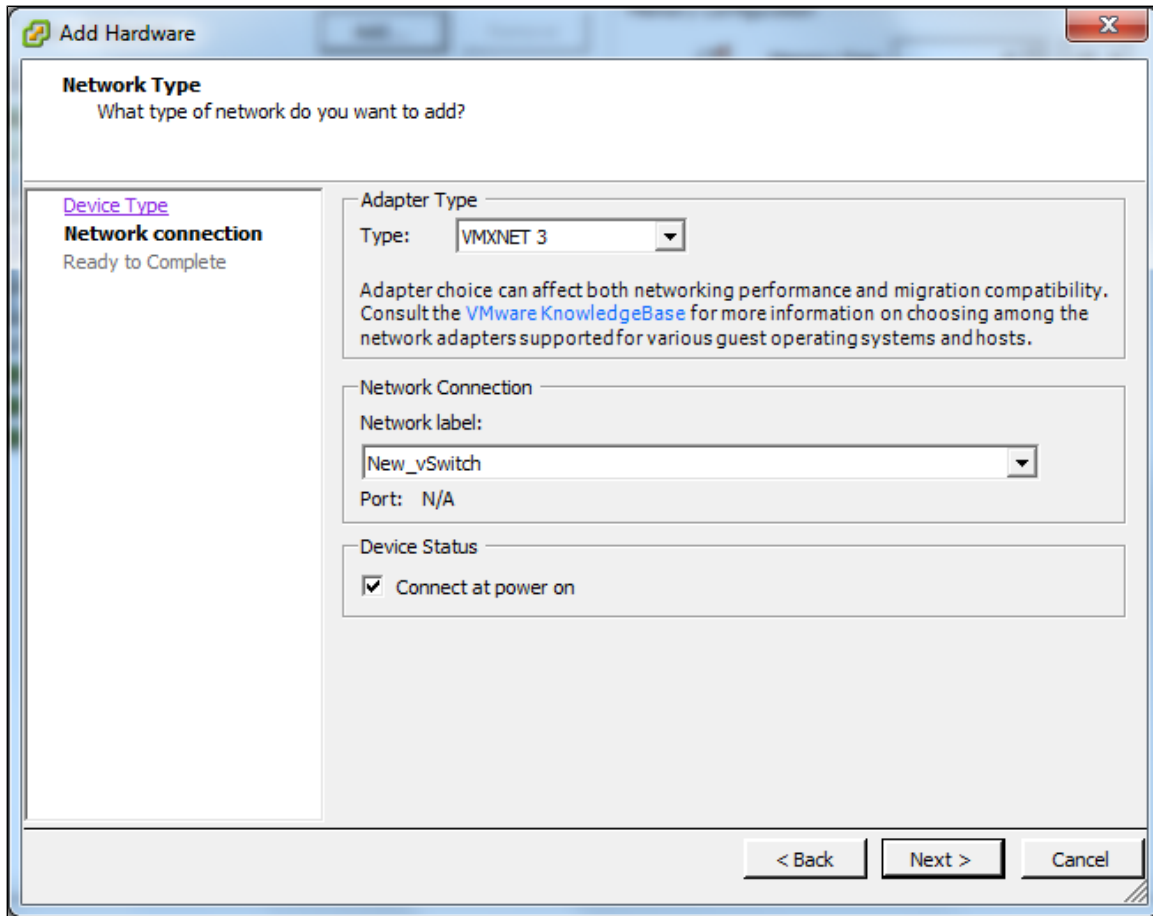 Add Hardware
Network Type
What type of network do you want to add?
Device Type
Network connection
Ready to Complete
Adapter Type
Type: VMXNET 3
Adapter choice can affect both networking performance and migration compatibility.
Consult the VMware KnowledgeBase for more information on choosing among the
network adapters supported for various guest operating systems and hosts.
Network Connection
Network label:
New_vSwitch
Port: N/A
Device Status
Connect at power on
< Back Next > Cancel